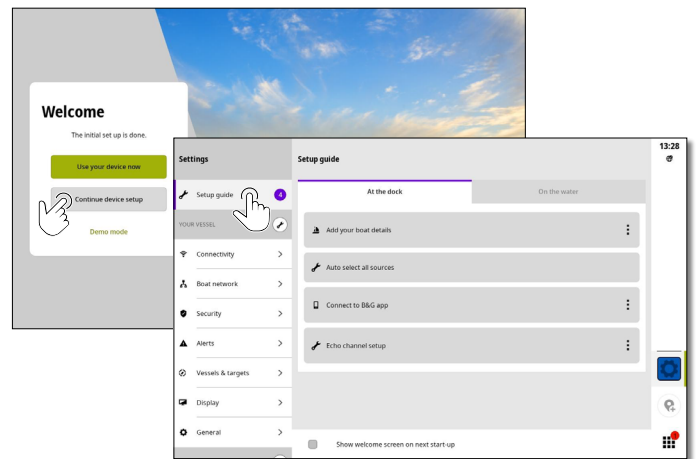 Welcome
The initial set up is done.
Use your device now
Continue device setup
Demo mode
Settings
Setup guide
13:28
Setup guide
4
At the dock
On the water
YOUR VESSEL
Add your boat details
Connectivity
Auto select all sources
Boat network
Connect to B&G app
Security
Alerts
Echo channel setup
Vessels & targets
Display
General
Show welcome screen on next start-up